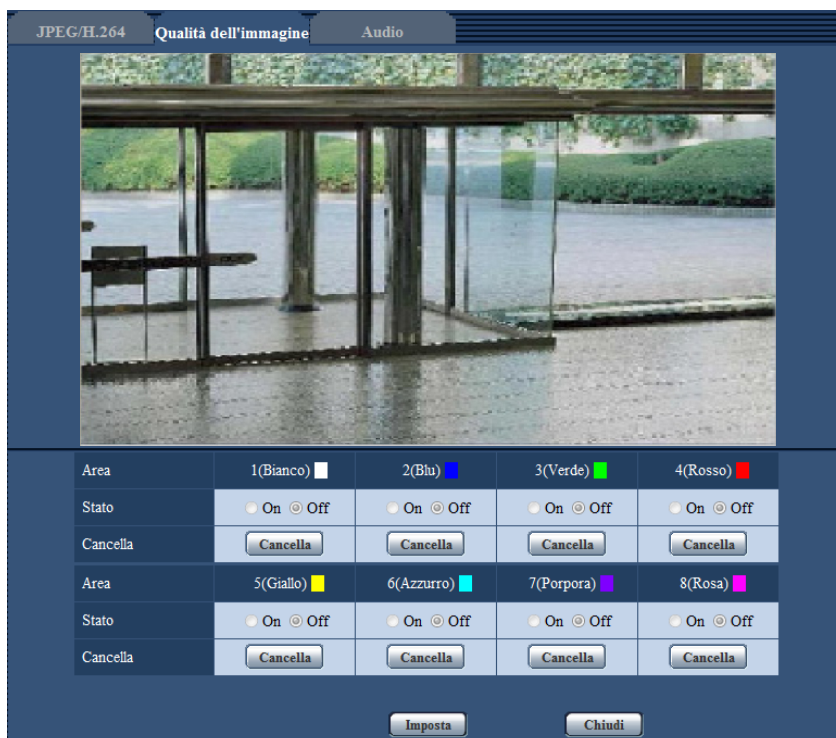 JPEG/H.264 Qualità dell'immagine Audio
Area 1(Bianco) 2(Blu) 3(Verde) 4(Rosso)
Stato On Off On Off On Off On Off
Cancella Cancella Cancella Cancella Cancella
Area 5(Giallo) 6(Azzurro) 7(Porpora) 8(Rosa)
Stato On Off On Off On Off On Off
Cancella Cancella Cancella Cancella Cancella
Imposta Chiudi